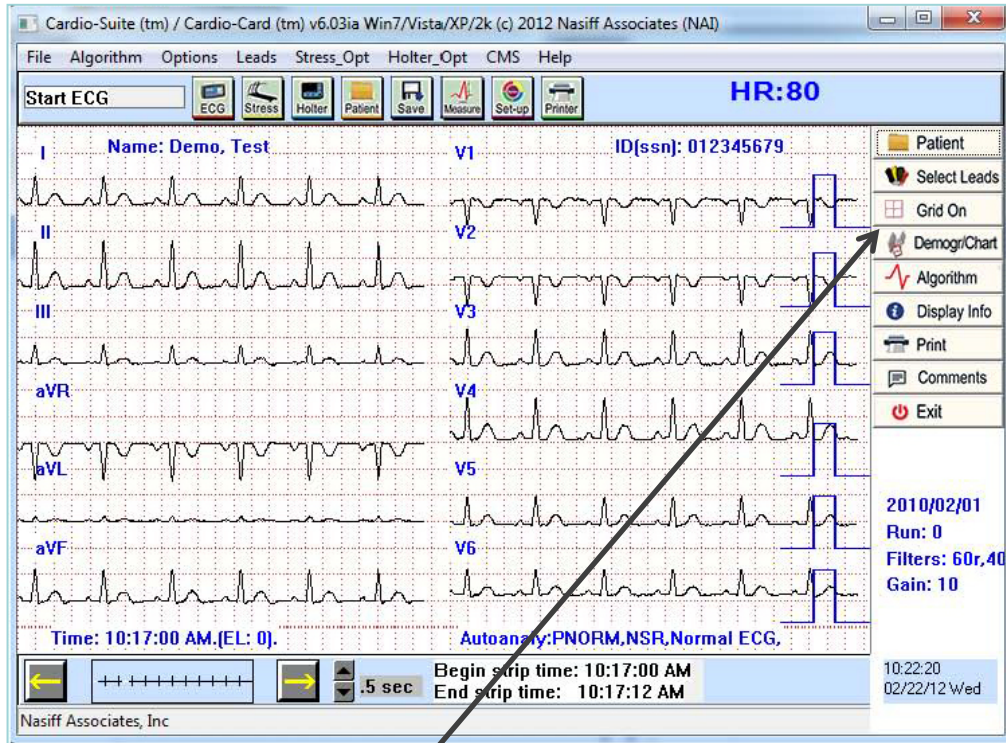 Cardio-Suite (tm) / Cardio-Card (tm) v6.03ia Win7/Vista/XP/2k (c) 2012 Nasiff Associates (NAI)
File Algorithm Options Leads Stress_Opt Holter_Opt CMS Help
Start ECG ECG Stress Holter Patient Save Measure Set-up Printer HR:80
I Name: Demo, Test V1 ID(ssn): 012345679
II V2
III V3
aVR V4
aVL V5
aVF V6
Time: 10:17:00 AM.(EL: 0). Autoanaly:PNORM,NSR,Normal ECG,
Patient
Select Leads
Grid On
Demogr/Chart
Algorithm
Display Info
Print
Comments
Exit
2010/02/01
Run: 0
Filters: 60r,40
Gain: 10
.5 sec
Begin strip time: 10:17:00 AM
End strip time: 10:17:12 AM
10:22:20
02/22/12 Wed
Nasiff Associates, Inc